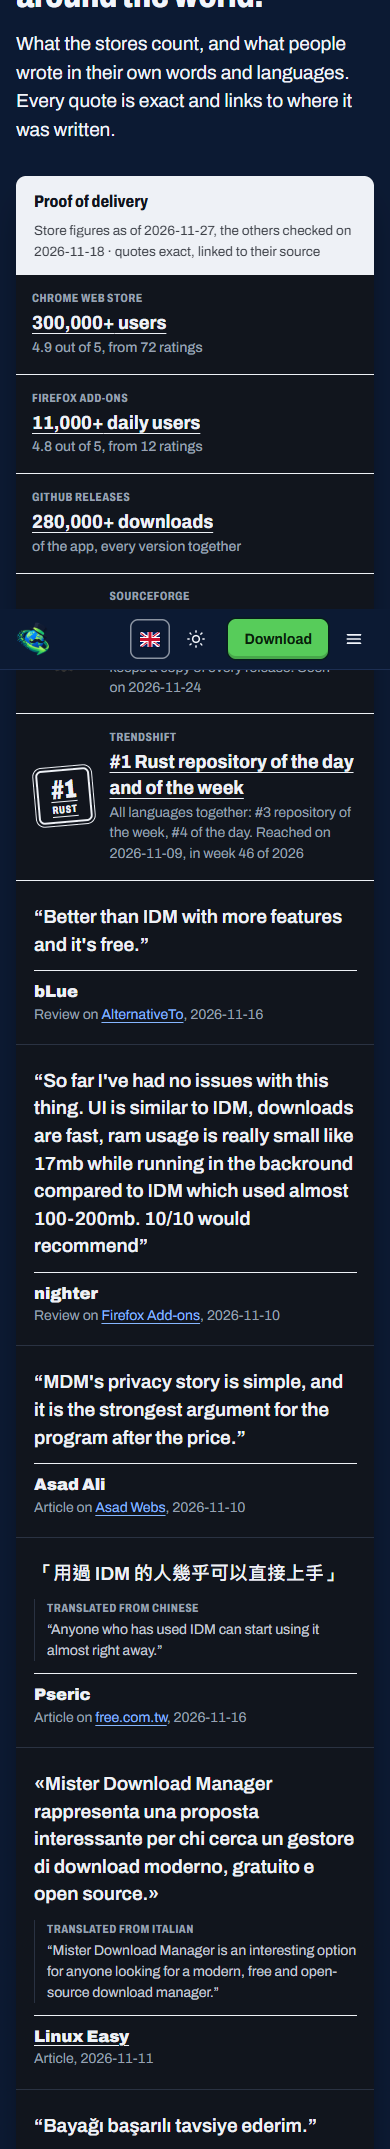 around the world.
What the stores count, and what people
wrote in their own words and languages.
Every quote is exact and links to where it
was written.
Proof of delivery
Store figures as of 2026-11-27, the others checked on
2026-11-18 · quotes exact, linked to their source
CHROME WEB STORE
300,000+ users
4.9 out of 5, from 72 ratings
FIREFOX ADD-ONS
11,000+ daily users
4.8 out of 5, from 12 ratings
GITHUB RELEASES
280,000+ downloads
of the app, every version together
SOURCEFORGE
Download
keeps a copy of every release. Seen
on 2026-11-24
TRENDSHIFT
#1 Rust repository of the day
and of the week
#1
RUST
All languages together: #3 repository of
the week, #4 of the day. Reached on
2026-11-09, in week 46 of 2026
“Better than IDM with more features
and it's free.”
bLue
Review on AlternativeTo, 2026-11-16
“So far I've had no issues with this
thing. UI is similar to IDM, downloads
are fast, ram usage is really small like
17mb while running in the backround
compared to IDM which used almost
100-200mb. 10/10 would
recommend”
nighter
Review on Firefox Add-ons, 2026-11-10
“MDM's privacy story is simple, and
it is the strongest argument for the
program after the price.”
Asad Ali
Article on Asad Webs, 2026-11-10
「用過 IDM 的人幾乎可以直接上手」
TRANSLATED FROM CHINESE
“Anyone who has used IDM can start using it
almost right away.”
Pseric
Article on free.com.tw, 2026-11-16
«Mister Download Manager
rappresenta una proposta
interessante per chi cerca un gestore
di download moderno, gratuito e
open source.»
TRANSLATED FROM ITALIAN
“Mister Download Manager is an interesting option
for anyone looking for a modern, free and open-
source download manager.”
Linux Easy
Article, 2026-11-11
“Bayağı başarılı tavsiye ederim.”